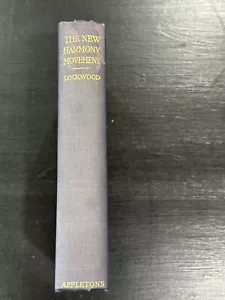 THE NEW
HARMONY
MOVEMENT
LOCKWOOD
APPLETONS